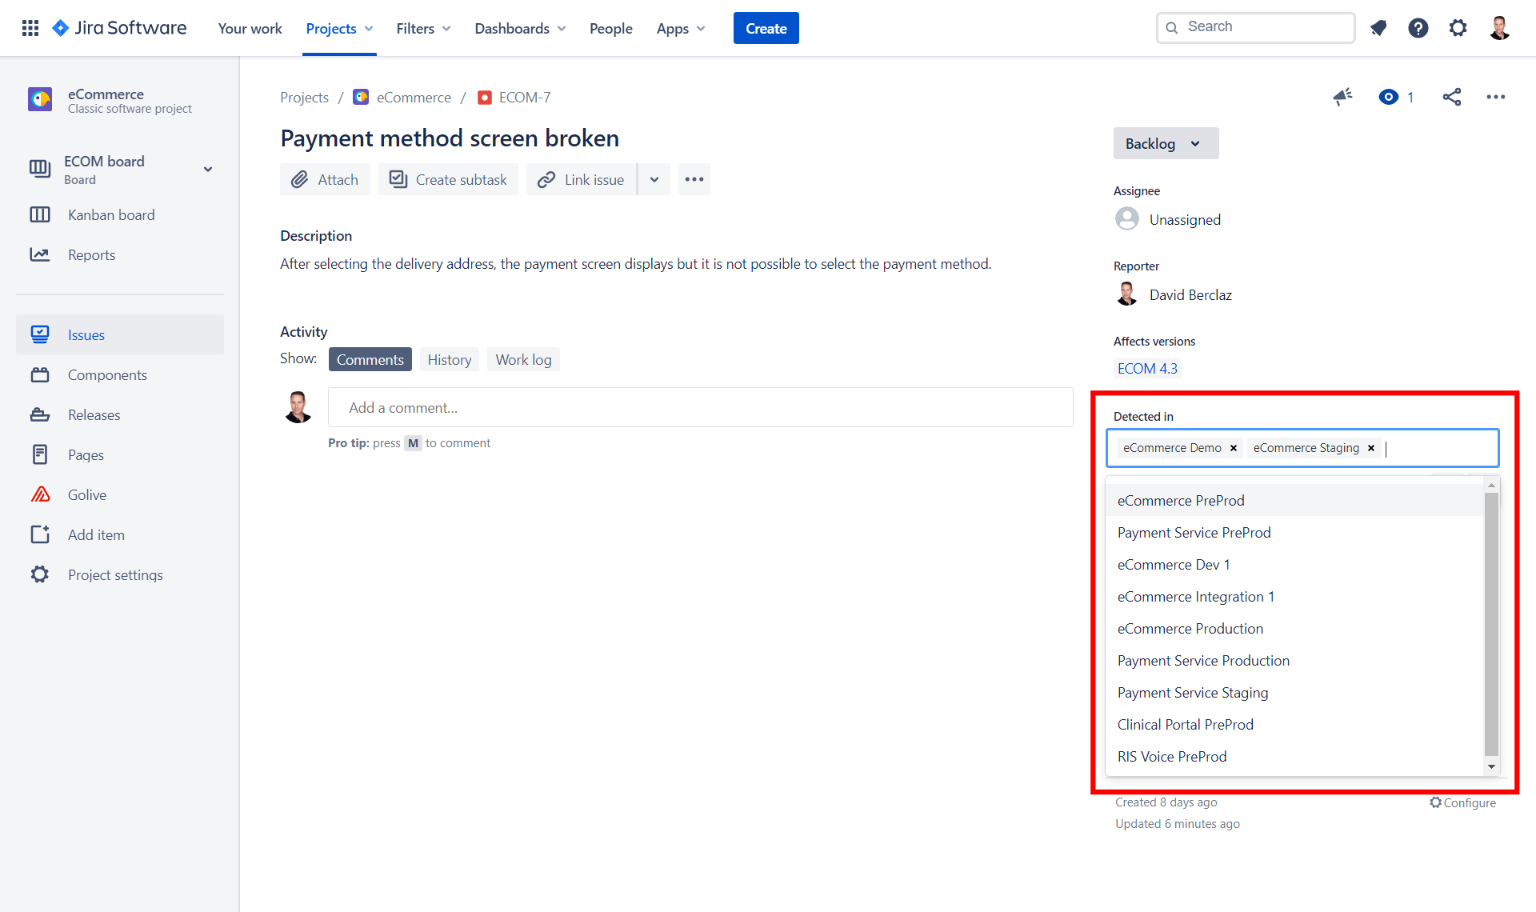 Jira Software
Your work
Projects
Filters
Dashboards
People
Apps
Create
Search
eCommerce
Classic software project
ECOM board
Board
Kanban board
Reports
Issues
Components
Releases
Pages
Golive
Add item
Project settings
Projects / eCommerce / ECOM-7
1
Payment method screen broken
Attach
Create subtask
Link issue
Description
After selecting the delivery address, the payment screen displays but it is not possible to select the payment method.
Activity
Show:
Comments
History
Work log
Add a comment...
Pro tip: press M to comment
Backlog
Assignee
Unassigned
Reporter
David Berclaz
Affects versions
ECOM 4.3
Detected in
eCommerce Demo × eCommerce Staging ×
eCommerce PreProd
Payment Service PreProd
eCommerce Dev 1
eCommerce Integration 1
eCommerce Production
Payment Service Production
Payment Service Staging
Clinical Portal PreProd
RIS Voice PreProd
Created 8 days ago
Configure
Updated 6 minutes ago